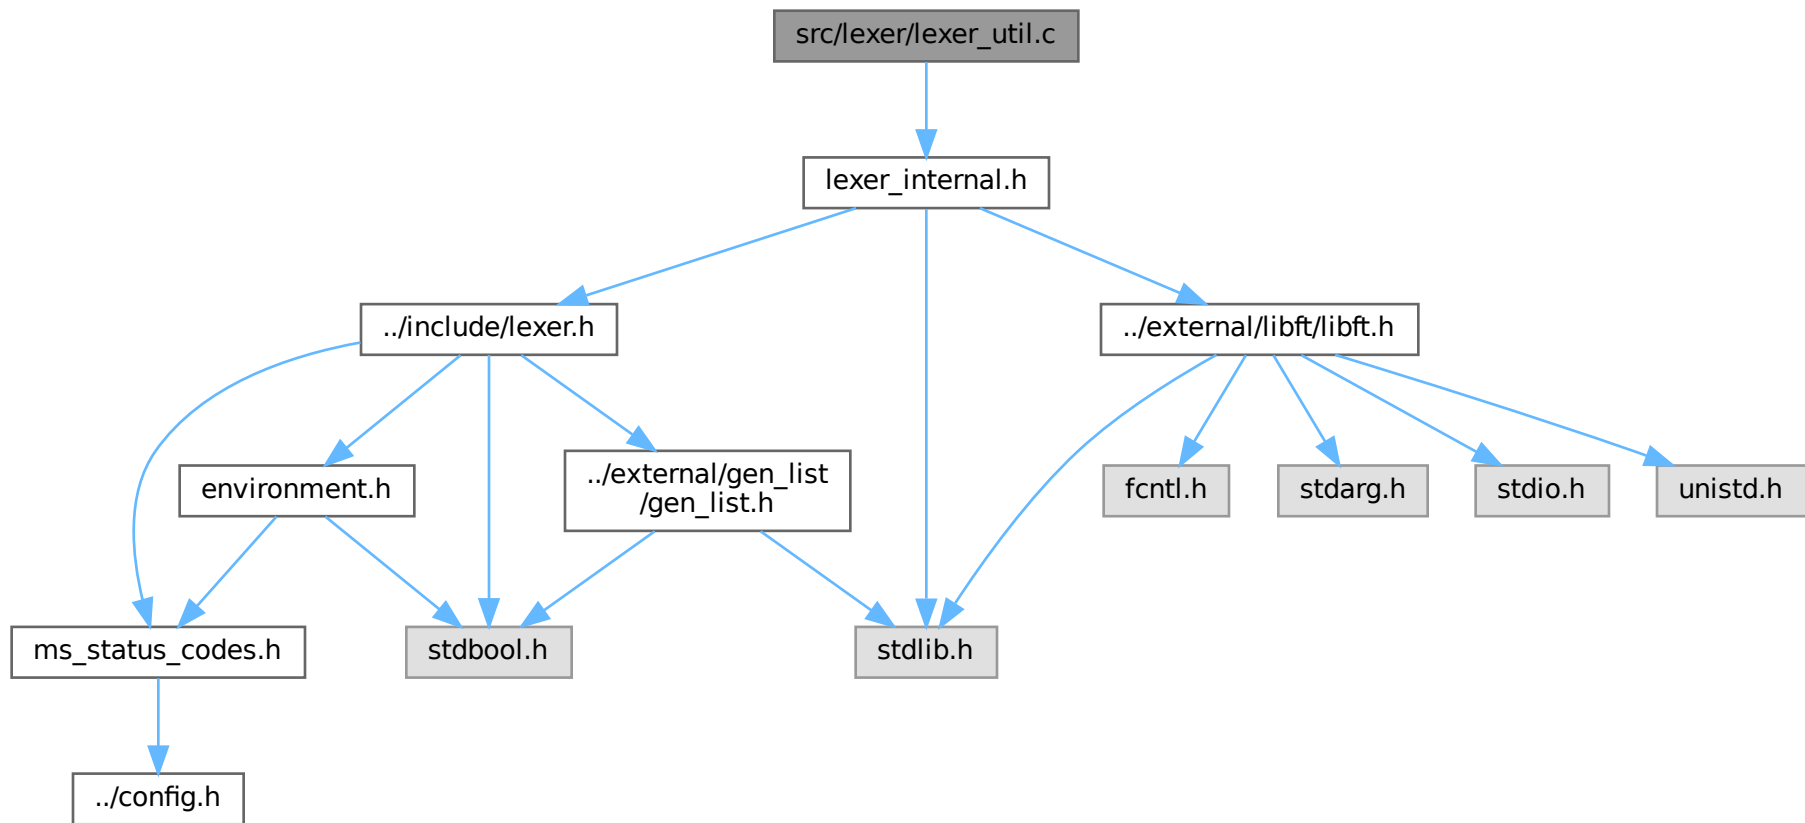 src/lexer/lexer_util.c
lexer_internal.h
../include/lexer.h
../external/libft/libft.h
environment.h
../external/gen_list
/gen_list.h
fcntl.h
stdarg.h
stdio.h
unistd.h
ms_status_codes.h
stdbool.h
stdlib.h
../config.h